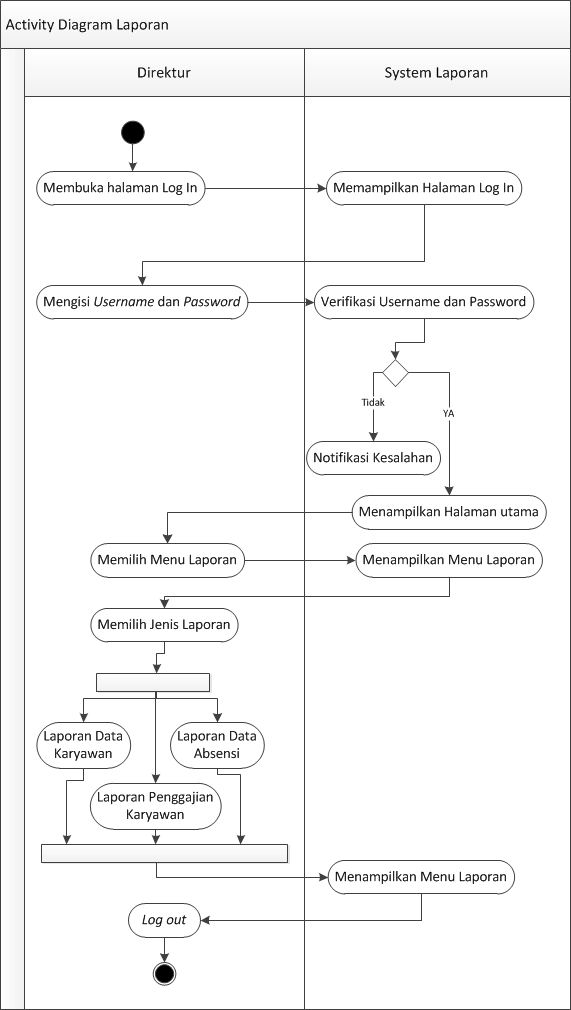 Activity Diagram Laporan
Direktur
System Laporan
Membuka halaman Log In
Memampilkan Halaman Log In
Mengisi Username dan Password
Verifikasi Username dan Password
Tidak
YA
Notifikasi Kesalahan
Menampilkan Halaman utama
Memilih Menu Laporan
Menampilkan Menu Laporan
Memilih Jenis Laporan
Laporan Data
Karyawan
Laporan Data
Absensi
Laporan Penggajian
Karyawan
Menampilkan Menu Laporan
Log out